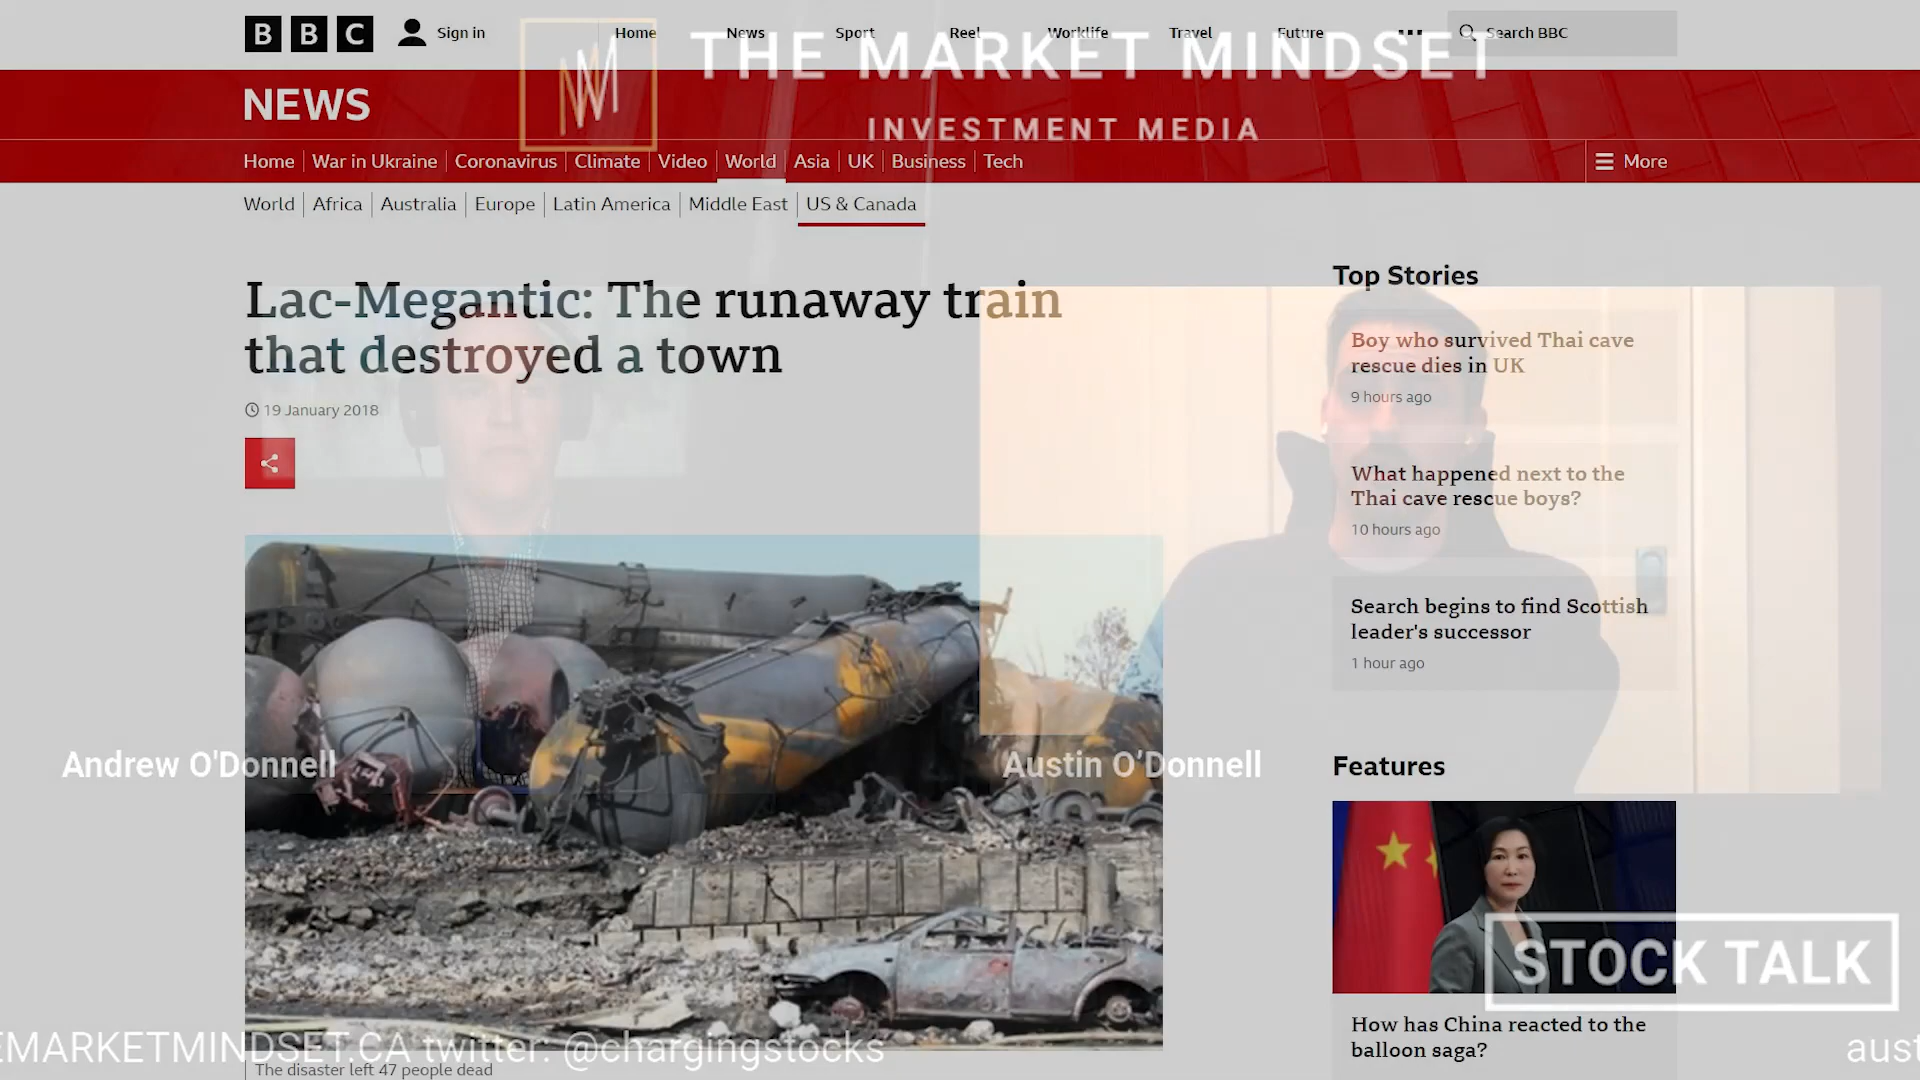 BBC
Sign in
Home
News
Sport
Reel
Worklife
Travel
Future
Search BBC
THE MARKET MINDSET
INVESTMENT MEDIA
NEWS
Home
War in Ukraine
Coronavirus
Climate
Video
World
Asia
UK
Business
Tech
More
World
Africa
Australia
Europe
Latin America
Middle East
US & Canada
Lac-Megantic: The runaway train
that destroyed a town
19 January 2018
Top Stories
Boy who survived Thai cave
rescue dies in UK
9 hours ago
What happened next to the
Thai cave rescue boys?
10 hours ago
Search begins to find Scottish
leader's successor
1 hour ago
Andrew O'Donnell
Austin O’Donnell
Features
STOCK TALK
How has China reacted to the
balloon saga?
EMARKETMINDSET.CA twitter: @chargingstocks
aust
The disaster left 47 people dead